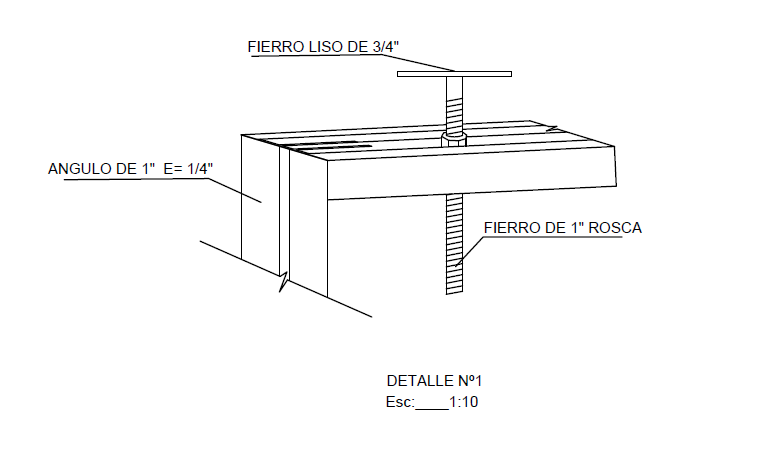 FIERRO LISO DE 3/4"
ANGULO DE 1" E= 1/4"
FIERRO DE 1" ROSCA
DETALLE Nº1
Esc:____1:10